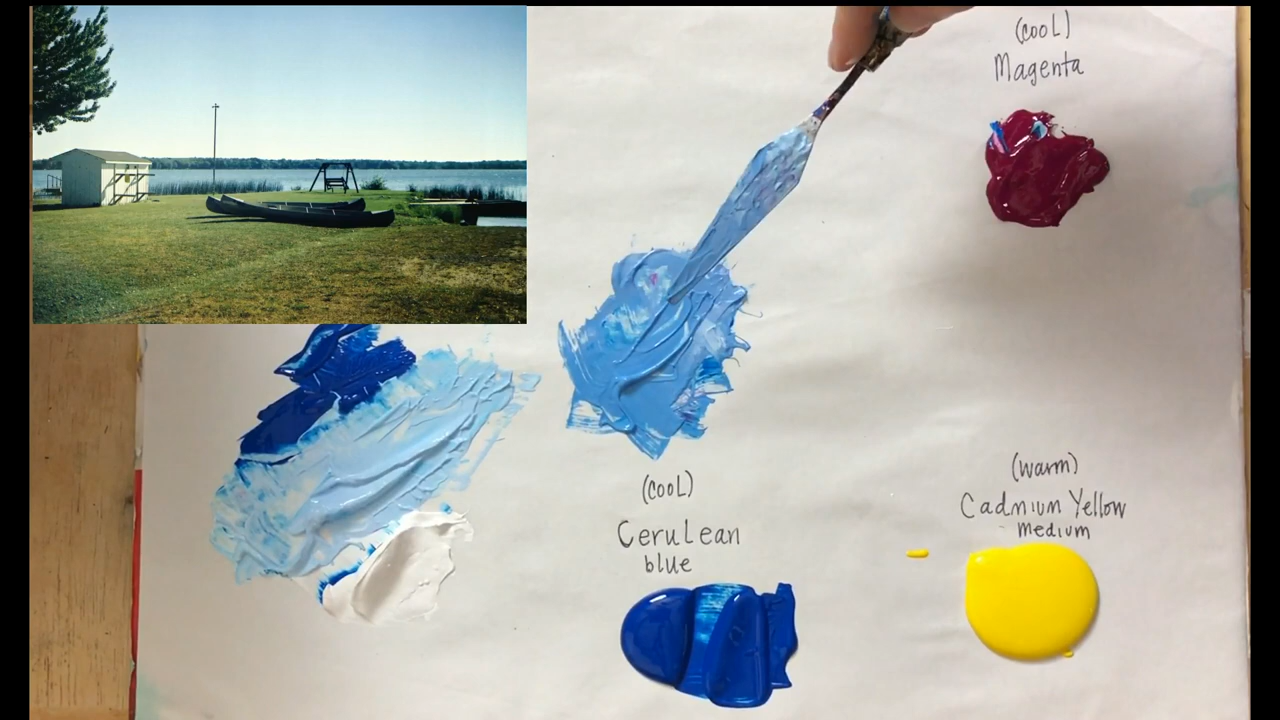 (cool)
Magenta
(cool)
Cerulean
blue
(warm)
Cadmium Yellow
medium